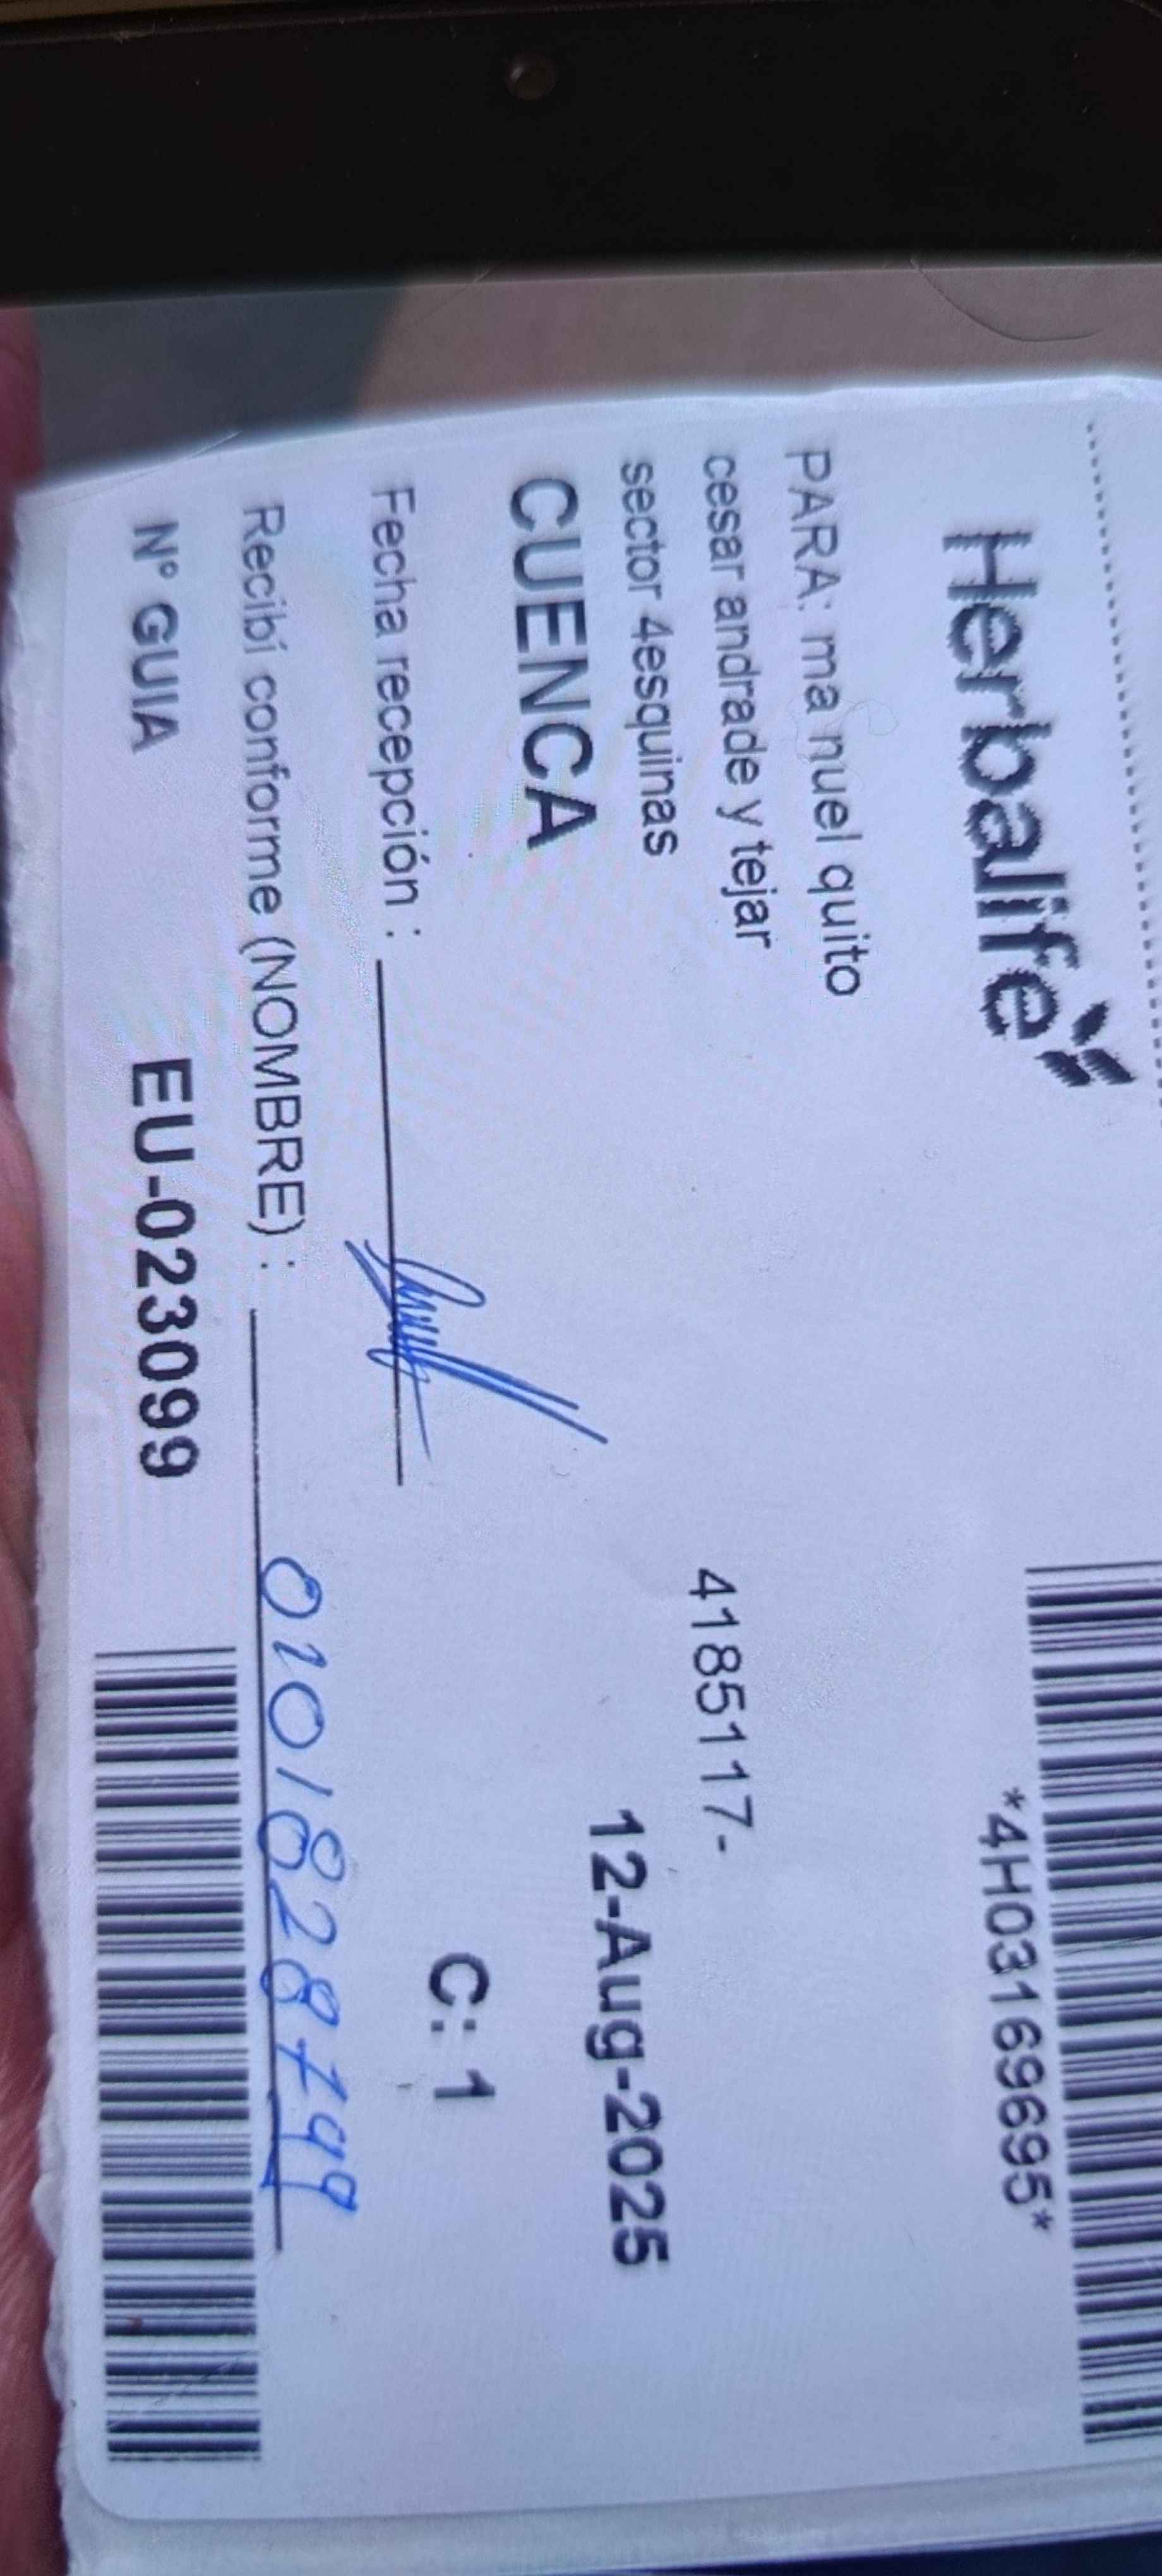 Herbalife
*4H03169695*
PARA: ma nuel quito
cesar andrade y tejar
4185117-
sector 4esquinas
12-Aug-2025
CUENCA
C: 1
Fecha recepción :
Recibí conforme (NOMBRE) :
0101828799
N° GUIA
EU-023099